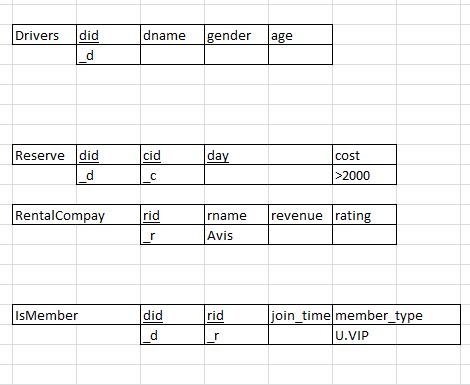 Drivers did dname gender age
_d
Reserve did cid day cost
_d _c >2000
RentalCompay rid rname revenue rating
_r Avis
IsMember did rid join_time member_type
_d _r U.VIP